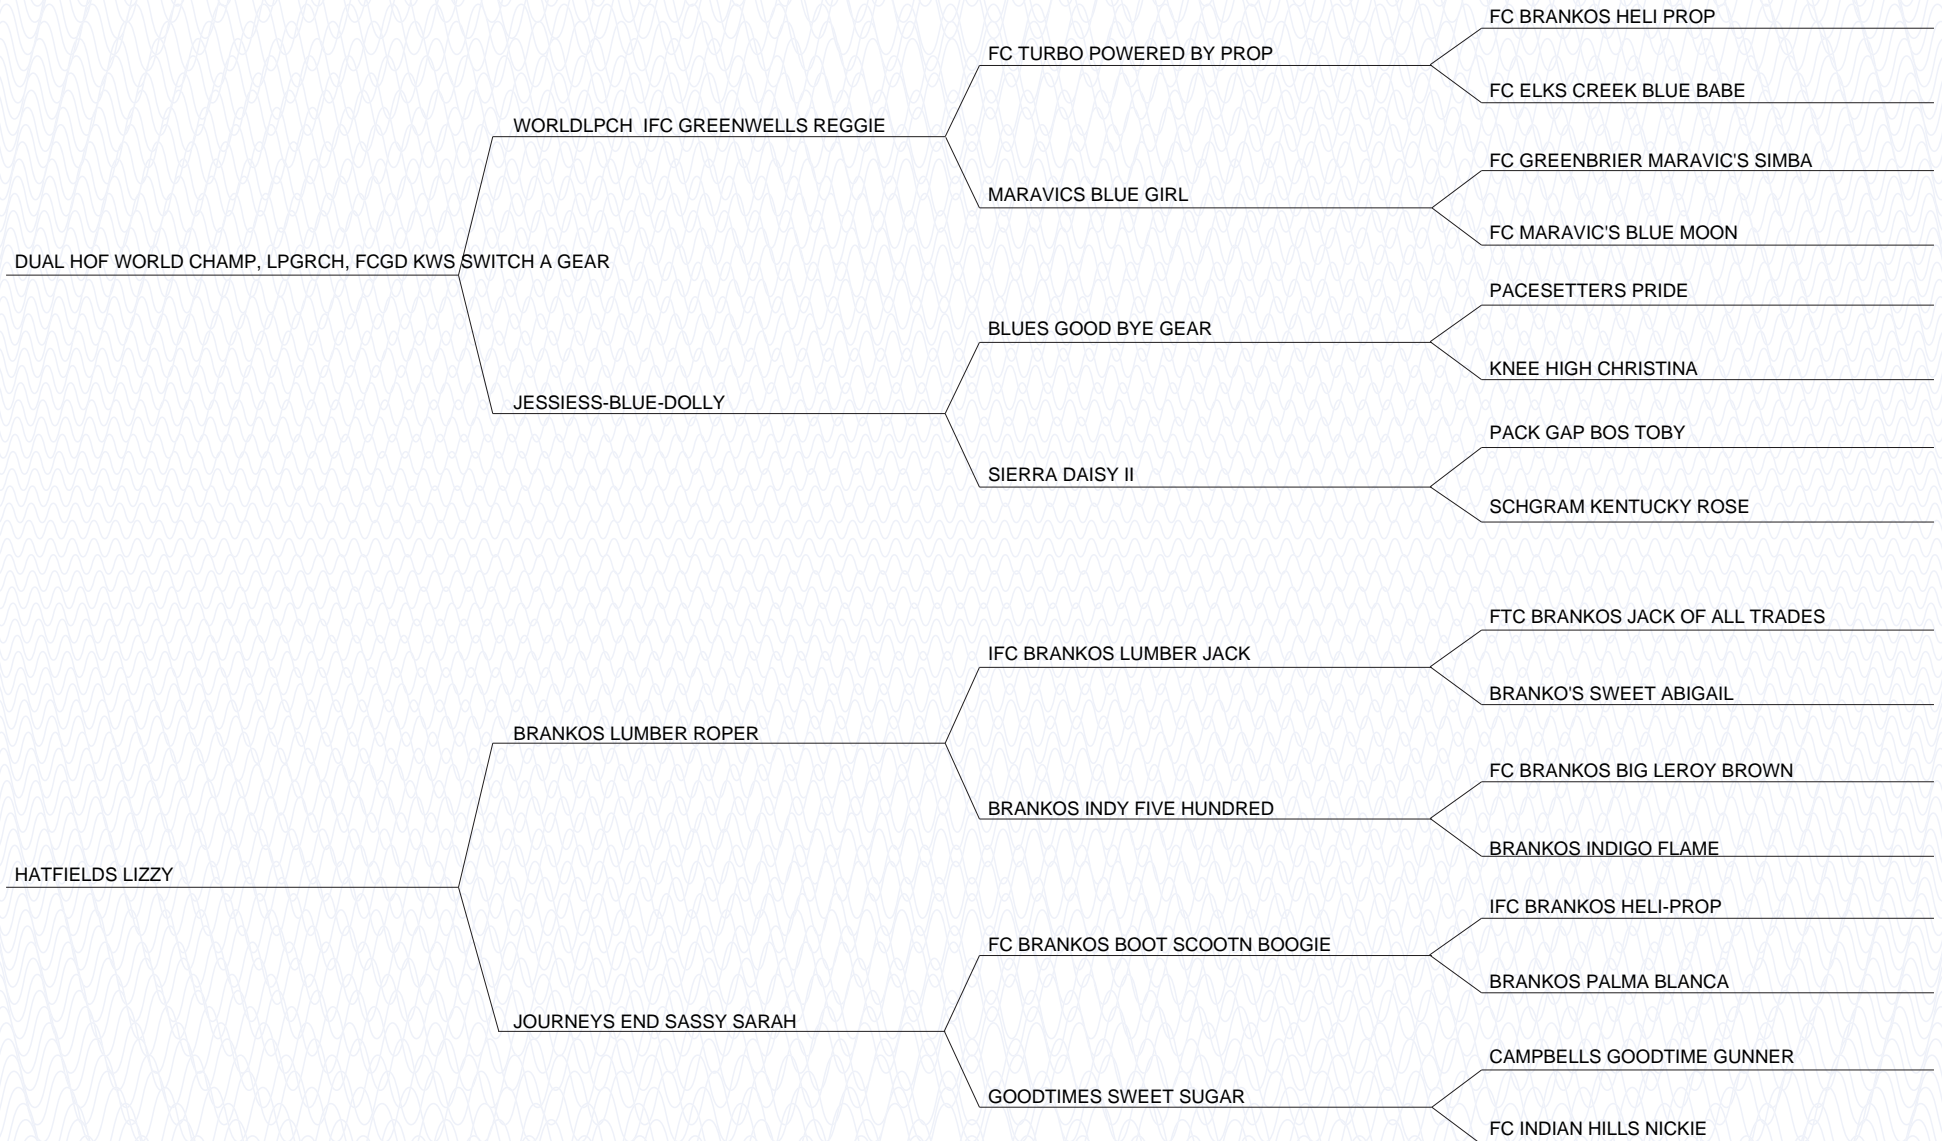 FC BRANKOS HELI PROP
FC TURBO POWERED BY PROP
FC ELKS CREEK BLUE BABE
WORLDLPCH  IFC GREENWELLS REGGIE
FC GREENBRIER MARAVIC'S SIMBA
MARAVICS BLUE GIRL
FC MARAVIC'S BLUE MOON
DUAL HOF WORLD CHAMP, LPGRCH, FCGD KWS SWITCH A GEAR
PACESETTERS PRIDE
BLUES GOOD BYE GEAR
KNEE HIGH CHRISTINA
JESSIESS-BLUE-DOLLY
PACK GAP BOS TOBY
SIERRA DAISY II
SCHGRAM KENTUCKY ROSE
FTC BRANKOS JACK OF ALL TRADES
IFC BRANKOS LUMBER JACK
BRANKO'S SWEET ABIGAIL
BRANKOS LUMBER ROPER
FC BRANKOS BIG LEROY BROWN
BRANKOS INDY FIVE HUNDRED
BRANKOS INDIGO FLAME
HATFIELDS LIZZY
IFC BRANKOS HELI-PROP
FC BRANKOS BOOT SCOOTN BOOGIE
BRANKOS PALMA BLANCA
JOURNEYS END SASSY SARAH
CAMPBELLS GOODTIME GUNNER
GOODTIMES SWEET SUGAR
FC INDIAN HILLS NICKIE